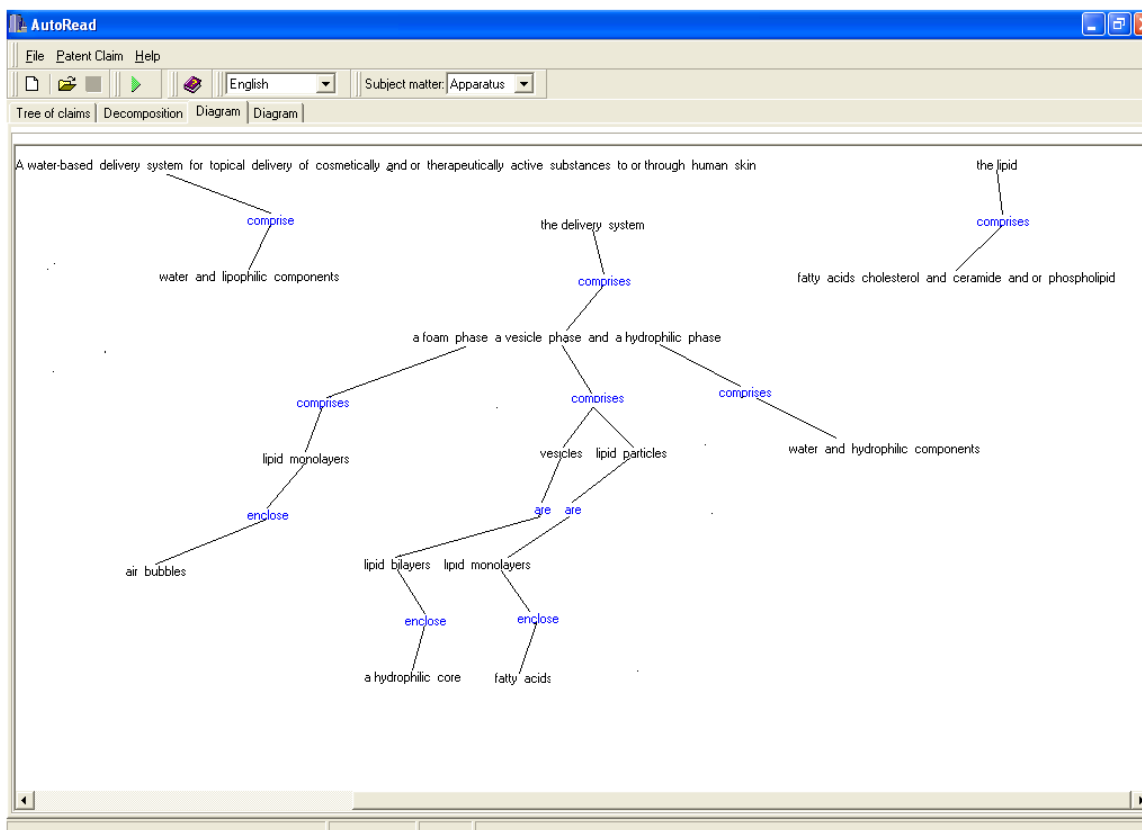 AutoRead
File Patent Claim Help
English Subject matter: Apparatus
Tree of claims Decomposition Diagram Diagram
A water-based delivery system for topical delivery of cosmetically and or therapeutically active substances to or through human skin
the lipid
comprise
the delivery system
comprises
water and lipophilic components
comprises
fatty acids cholesterol and ceramide and or phospholipid
a foam phase a vesicle phase and a hydrophilic phase
comprises
comprises
comprises
lipid monolayers
vesicles
lipid particles
water and hydrophilic components
enclose
are
are
air bubbles
lipid bilayers
lipid monolayers
enclose
enclose
a hydrophilic core
fatty acids